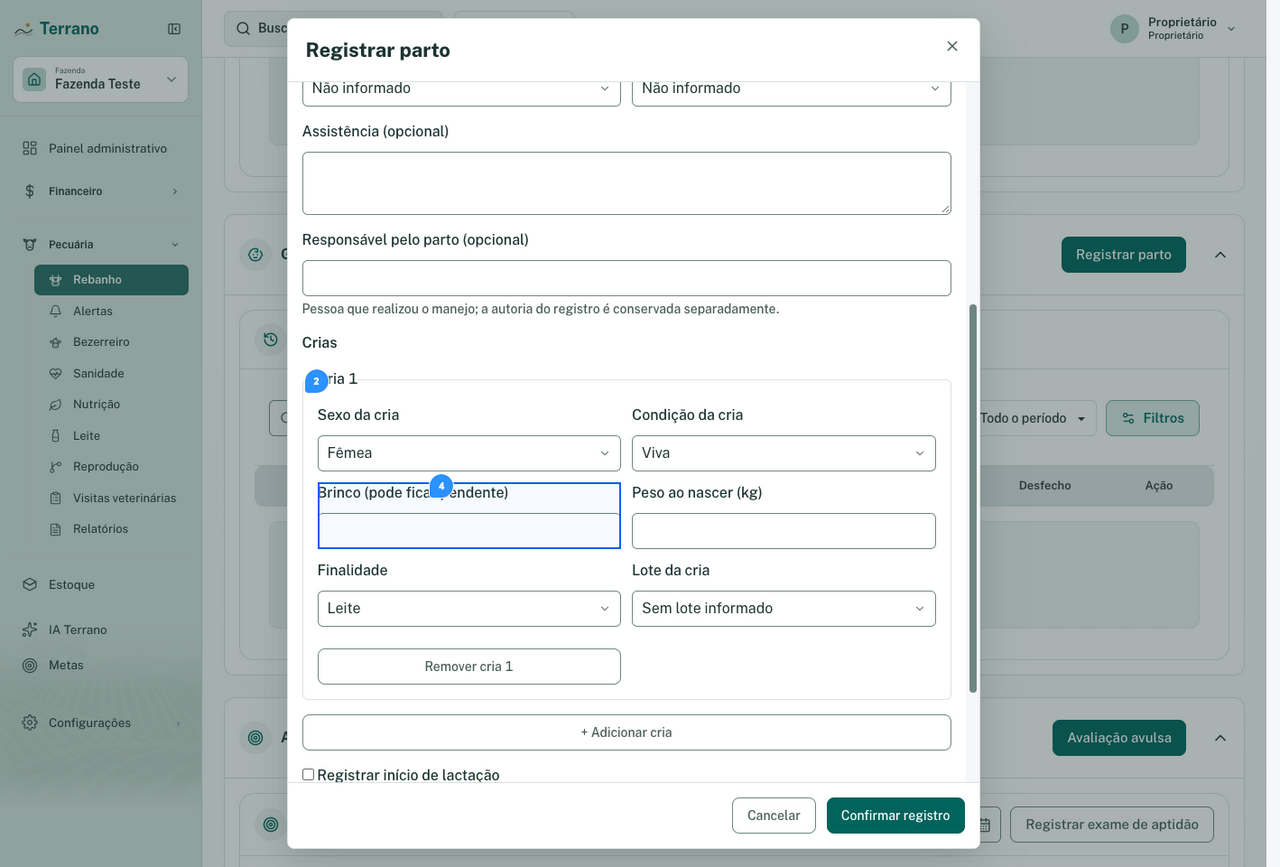 Terrano
Fazenda
Fazenda Teste
Painel administrativo
Financeiro
Pecuária
Rebanho
Alertas
Bezerreiro
Sanidade
Nutrição
Leite
Reprodução
Visitas veterinárias
Relatórios
Estoque
IA Terrano
Metas
Configurações
Busc
P
Proprietário
Proprietário
Registrar parto
Não informado
Não informado
Assistência (opcional)
Responsável pelo parto (opcional)
Pessoa que realizou o manejo; a autoria do registro é conservada separadamente.
Crias
2
ria 1
Sexo da cria
Condição da cria
Fêmea
Viva
4
Brinco (pode fica endente)
Peso ao nascer (kg)
Finalidade
Lote da cria
Leite
Sem lote informado
Remover cria 1
+ Adicionar cria
Registrar início de lactação
Cancelar
Confirmar registro
Registrar parto
Todo o período
Filtros
Desfecho
Ação
Avaliação avulsa
Registrar exame de aptidão